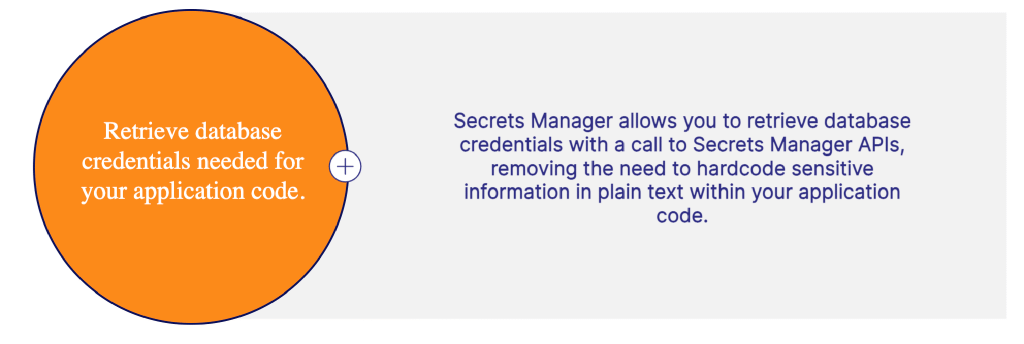 Retrieve database
credentials needed for
your application code.
Secrets Manager allows you to retrieve database
credentials with a call to Secrets Manager APIs,
removing the need to hardcode sensitive
information in plain text within your application
code.